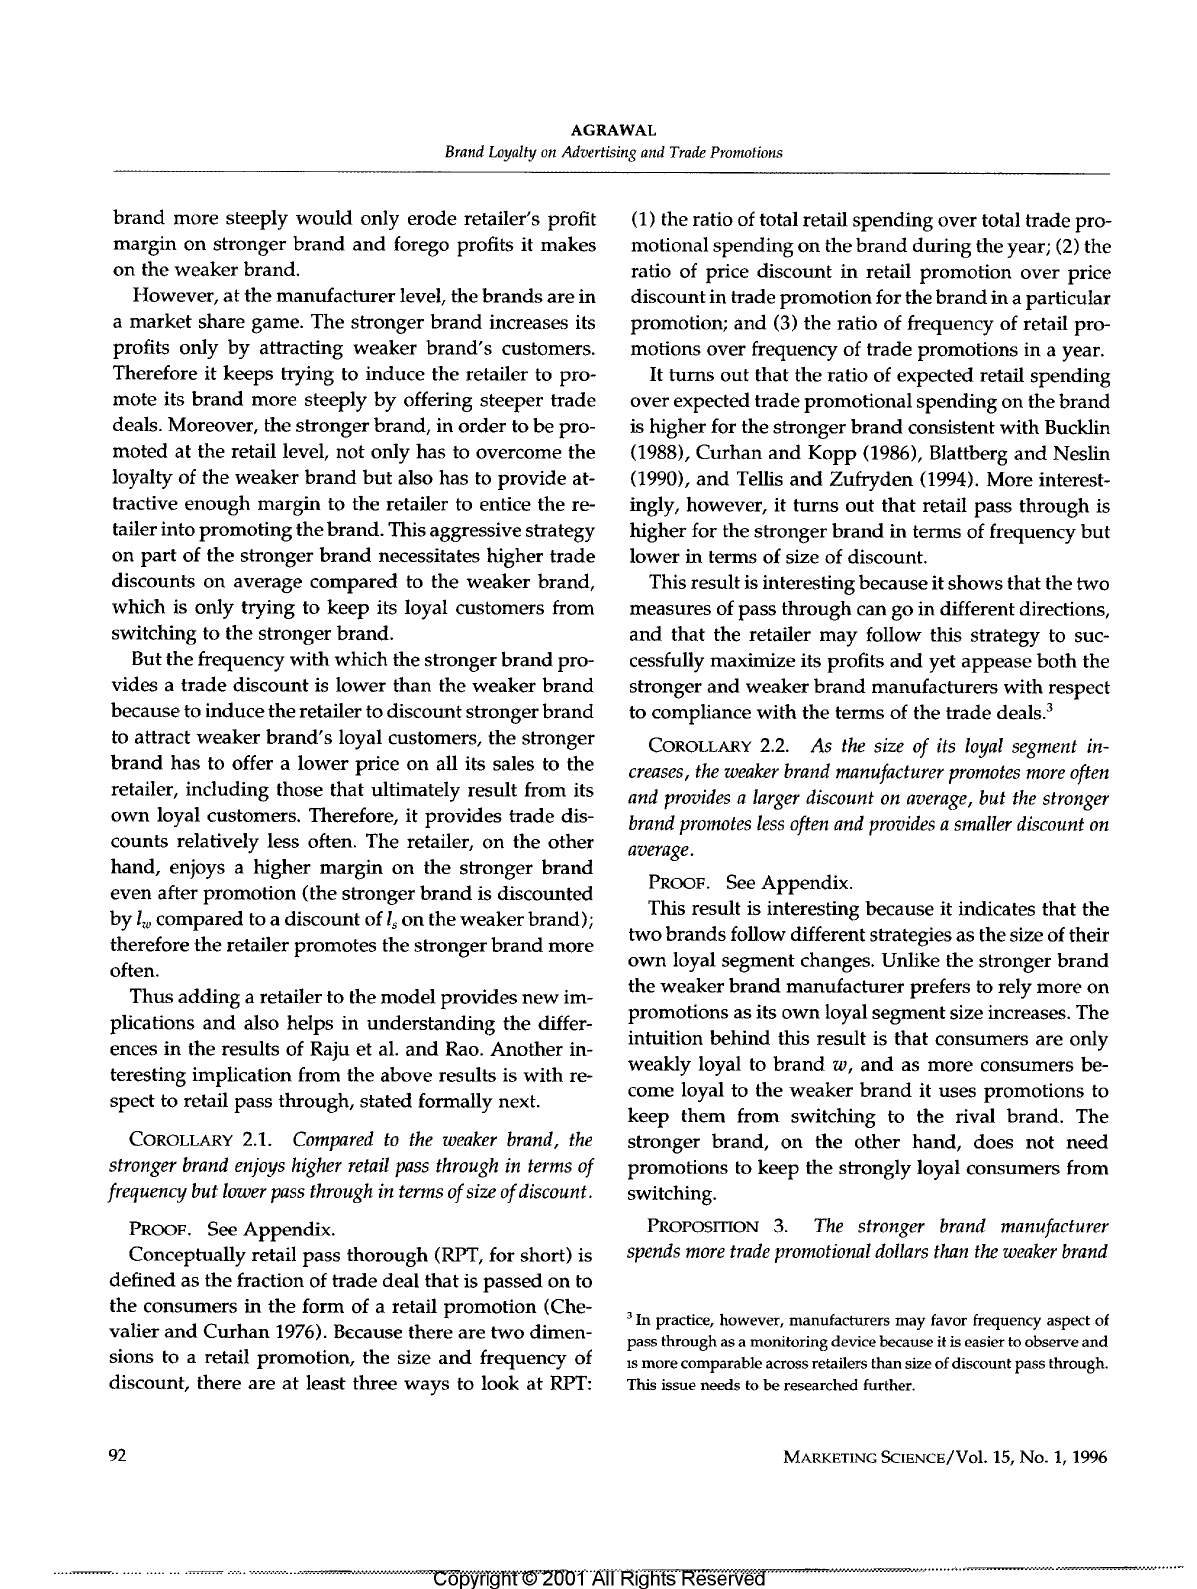 AGRAWAL
Brand Loyalty on Advertising and Trade Promotions
brand more steeply would only erode retailer's profit
margin on stronger brand and forego profits it makes
on the weaker brand.
However, at the manufacturer level, the brands are in
a market share game. The stronger brand increases its
profits only by attracting weaker brand's customers.
Therefore it keeps trying to induce the retailer to pro-
mote its brand more steeply by offering steeper trade
deals. Moreover, the stronger brand, in order to be pro-
moted at the retail level, not only has to overcome the
loyalty of the weaker brand but also has to provide at-
tractive enough margin to the retailer to entice the re-
tailer into promoting the brand. This aggressive strategy
on part of the stronger brand necessitates higher trade
discounts on average compared to the weaker brand,
which is only trying to keep its loyal customers from
switching to the stronger brand.
But the frequency with which the stronger brand pro-
vides a trade discount is lower than the weaker brand
because to induce the retailer to discount stronger brand
to attract weaker brand's loyal customers, the stronger
brand has to offer a lower price on all its sales to the
retailer, including those that ultimately result from its
own loyal customers. Therefore, it provides trade dis-
counts relatively less often. The retailer, on the other
hand, enjoys a higher margin on the stronger brand
even after promotion (the stronger brand is discounted
by l_w compared to a discount of l_s on the weaker brand);
therefore the retailer promotes the stronger brand more
often.
Thus adding a retailer to the model provides new im-
plications and also helps in understanding the differ-
ences in the results of Raju et al. and Rao. Another in-
teresting implication from the above results is with re-
spect to retail pass through, stated formally next.
COROLLARY 2.1. Compared to the weaker brand, the
stronger brand enjoys higher retail pass through in terms of
frequency but lower pass through in terms of size of discount.
PROOF. See Appendix.
Conceptually retail pass thorough (RPT, for short) is
defined as the fraction of trade deal that is passed on to
the consumers in the form of a retail promotion (Che-
valier and Curhan 1976). Because there are two dimen-
sions to a retail promotion, the size and frequency of
discount, there are at least three ways to look at RPT:
(1) the ratio of total retail spending over total trade pro-
motional spending on the brand during the year; (2) the
ratio of price discount in retail promotion over price
discount in trade promotion for the brand in a particular
promotion; and (3) the ratio of frequency of retail pro-
motions over frequency of trade promotions in a year.
It turns out that the ratio of expected retail spending
over expected trade promotional spending on the brand
is higher for the stronger brand consistent with Bucklin
(1988), Curhan and Kopp (1986), Blattberg and Neslin
(1990), and Tellis and Zufryden (1994). More interest-
ingly, however, it turns out that retail pass through is
higher for the stronger brand in terms of frequency but
lower in terms of size of discount.
This result is interesting because it shows that the two
measures of pass through can go in different directions,
and that the retailer may follow this strategy to suc-
cessfully maximize its profits and yet appease both the
stronger and weaker brand manufacturers with respect
to compliance with the terms of the trade deals.³
COROLLARY 2.2. As the size of its loyal segment in-
creases, the weaker brand manufacturer promotes more often
and provides a larger discount on average, but the stronger
brand promotes less often and provides a smaller discount on
average.
PROOF. See Appendix.
This result is interesting because it indicates that the
two brands follow different strategies as the size of their
own loyal segment changes. Unlike the stronger brand
the weaker brand manufacturer prefers to rely more on
promotions as its own loyal segment size increases. The
intuition behind this result is that consumers are only
weakly loyal to brand w, and as more consumers be-
come loyal to the weaker brand it uses promotions to
keep them from switching to the rival brand. The
stronger brand, on the other hand, does not need
promotions to keep the strongly loyal consumers from
switching.
PROPOSITION 3. The stronger brand manufacturer
spends more trade promotional dollars than the weaker brand
³ In practice, however, manufacturers may favor frequency aspect of
pass through as a monitoring device because it is easier to observe and
is more comparable across retailers than size of discount pass through.
This issue needs to be researched further.
92
MARKETING SCIENCE/Vol. 15, No. 1, 1996
Copyright © 2001 All Rights Reserved